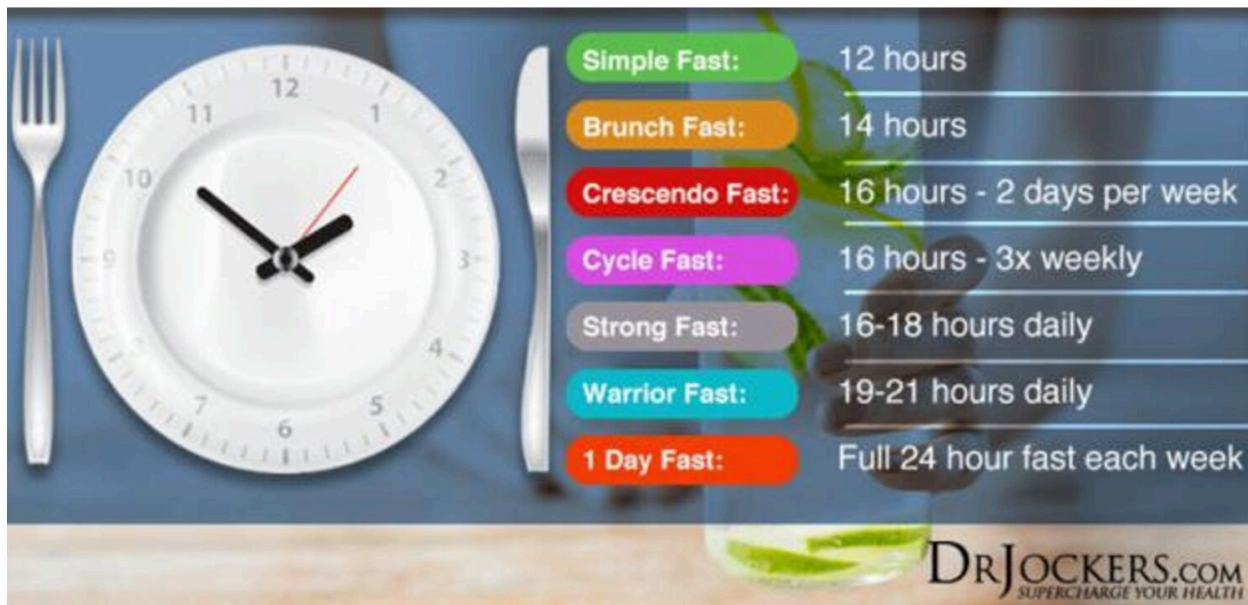 12
11
1
10
2
9
3
8
4
7
5
6
Simple Fast: 12 hours
Brunch Fast: 14 hours
Crescendo Fast: 16 hours - 2 days per week
Cycle Fast: 16 hours - 3x weekly
Strong Fast: 16-18 hours daily
Warrior Fast: 19-21 hours daily
1 Day Fast: Full 24 hour fast each week
DRJOCKERS.COM
SUPERCHARGE YOUR HEALTH